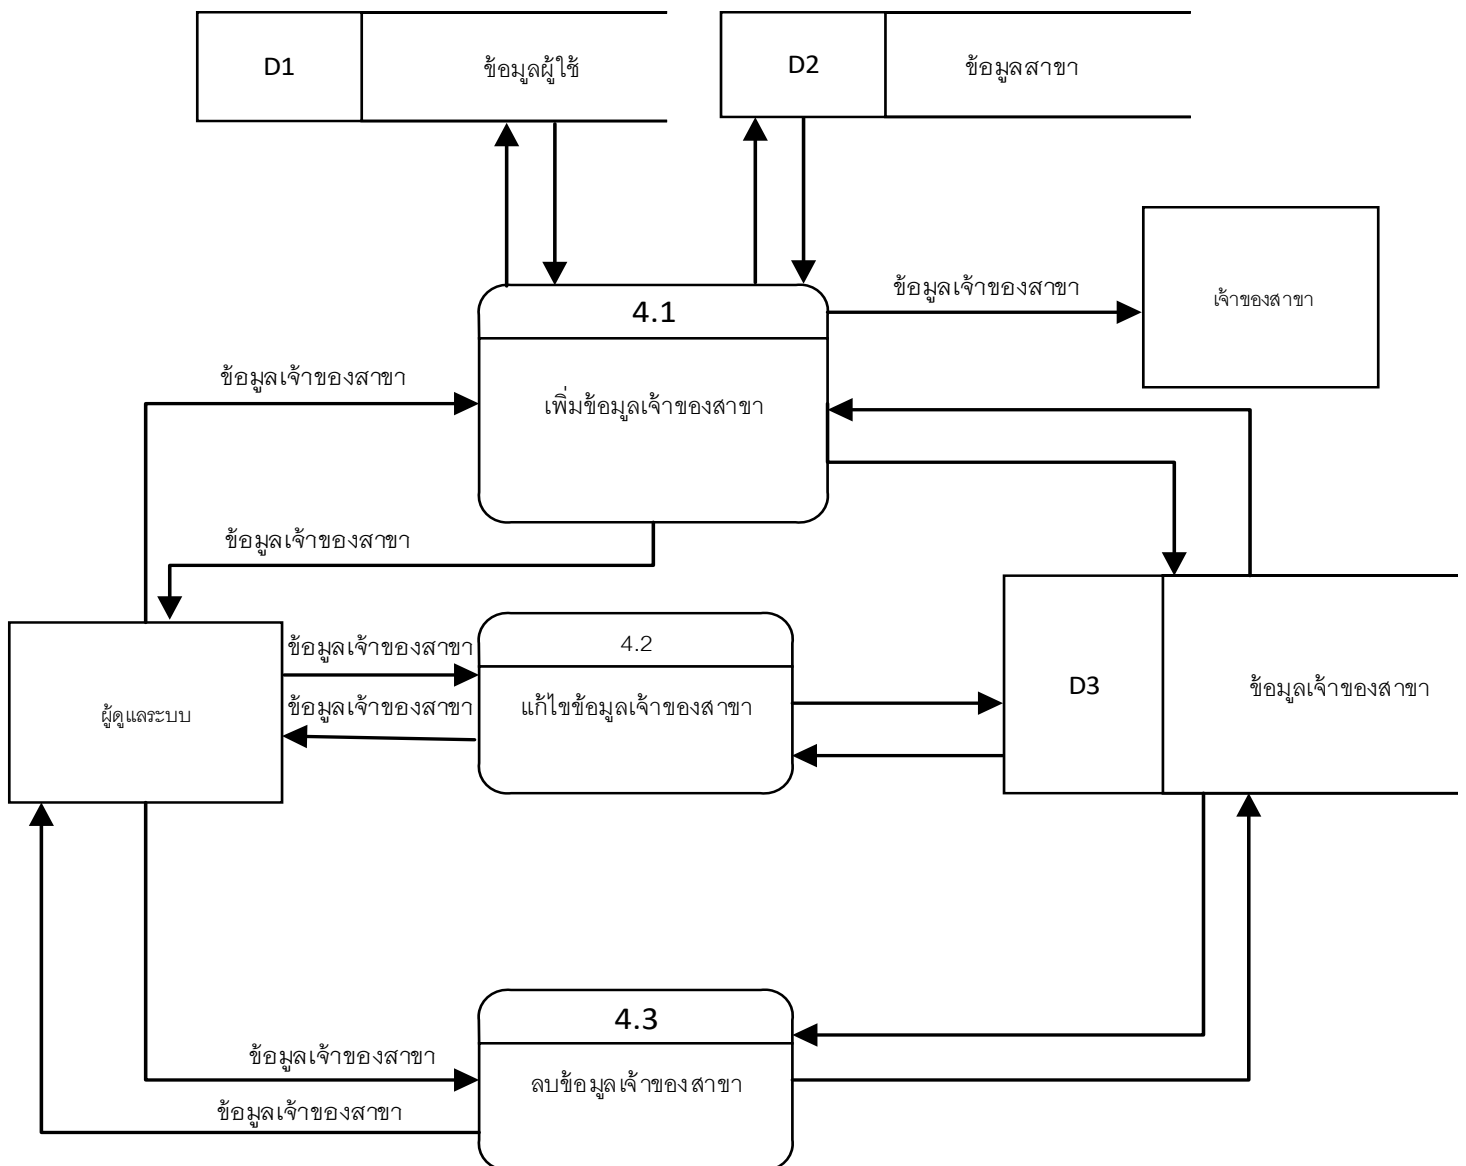 D1
ข้อมูลผู้ใช้
D2
ข้อมูลสาขา
ข้อมูลเจ้าของสาขา
เจ้าของสาขา
4.1
เพิ่มข้อมูลเจ้าของสาขา
ข้อมูลเจ้าของสาขา
ข้อมูลเจ้าของสาขา
ผู้ดูแลระบบ
ข้อมูลเจ้าของสาขา
ข้อมูลเจ้าของสาขา
4.2
แก้ไขข้อมูลเจ้าของสาขา
D3
ข้อมูลเจ้าของสาขา
4.3
ลบข้อมูลเจ้าของสาขา
ข้อมูลเจ้าของสาขา
ข้อมูลเจ้าของสาขา